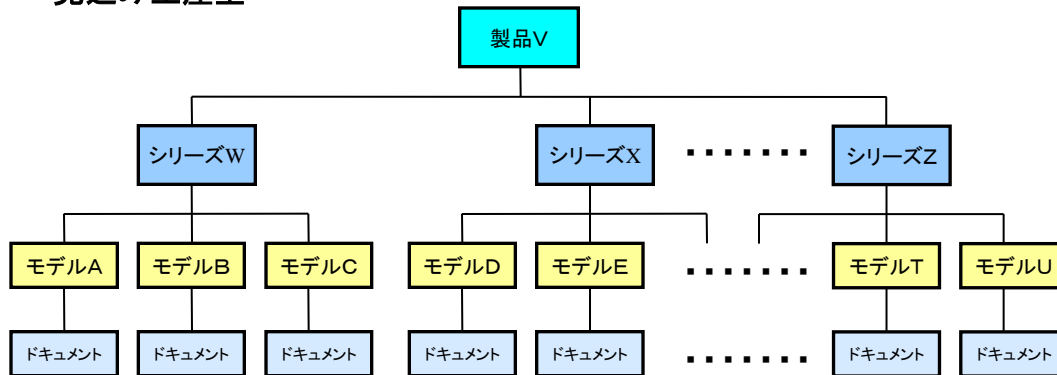 製品V
シリーズW
シリーズX
・・・・・・・
シリーズZ
モデルA
モデルB
モデルC
モデルD
モデルE
・・・・・・・
モデルT
モデルU
ドキュメント
ドキュメント
ドキュメント
ドキュメント
ドキュメント
・・・・・・・
ドキュメント
ドキュメント